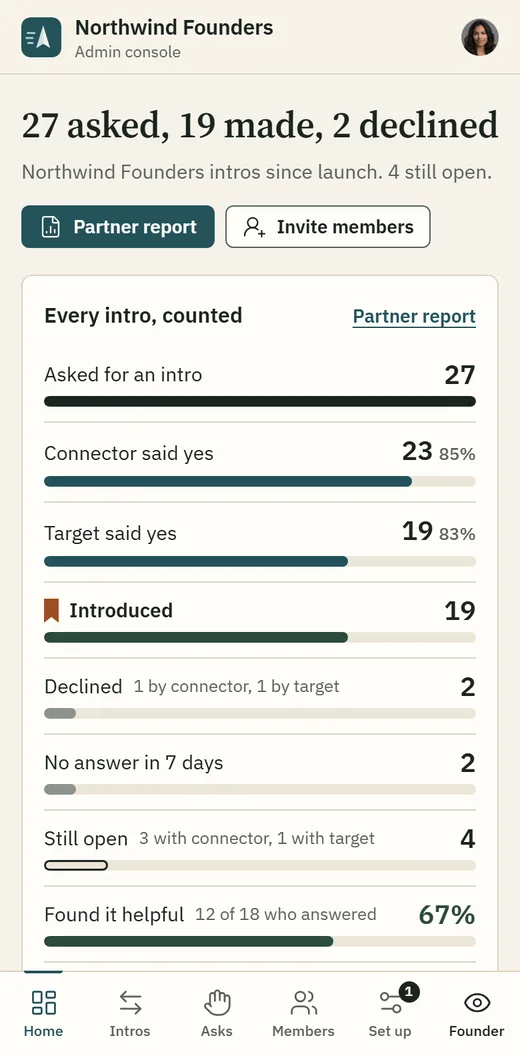 Northwind Founders
Admin console
27 asked, 19 made, 2 declined
Northwind Founders intros since launch. 4 still open.
Partner report
Invite members
Every intro, counted
Partner report
Asked for an intro 27
Connector said yes 23 85%
Target said yes 19 83%
Introduced 19
Declined 1 by connector, 1 by target 2
No answer in 7 days 2
Still open 3 with connector, 1 with target 4
Found it helpful 12 of 18 who answered 67%
1
Home Intros Asks Members Set up Founder